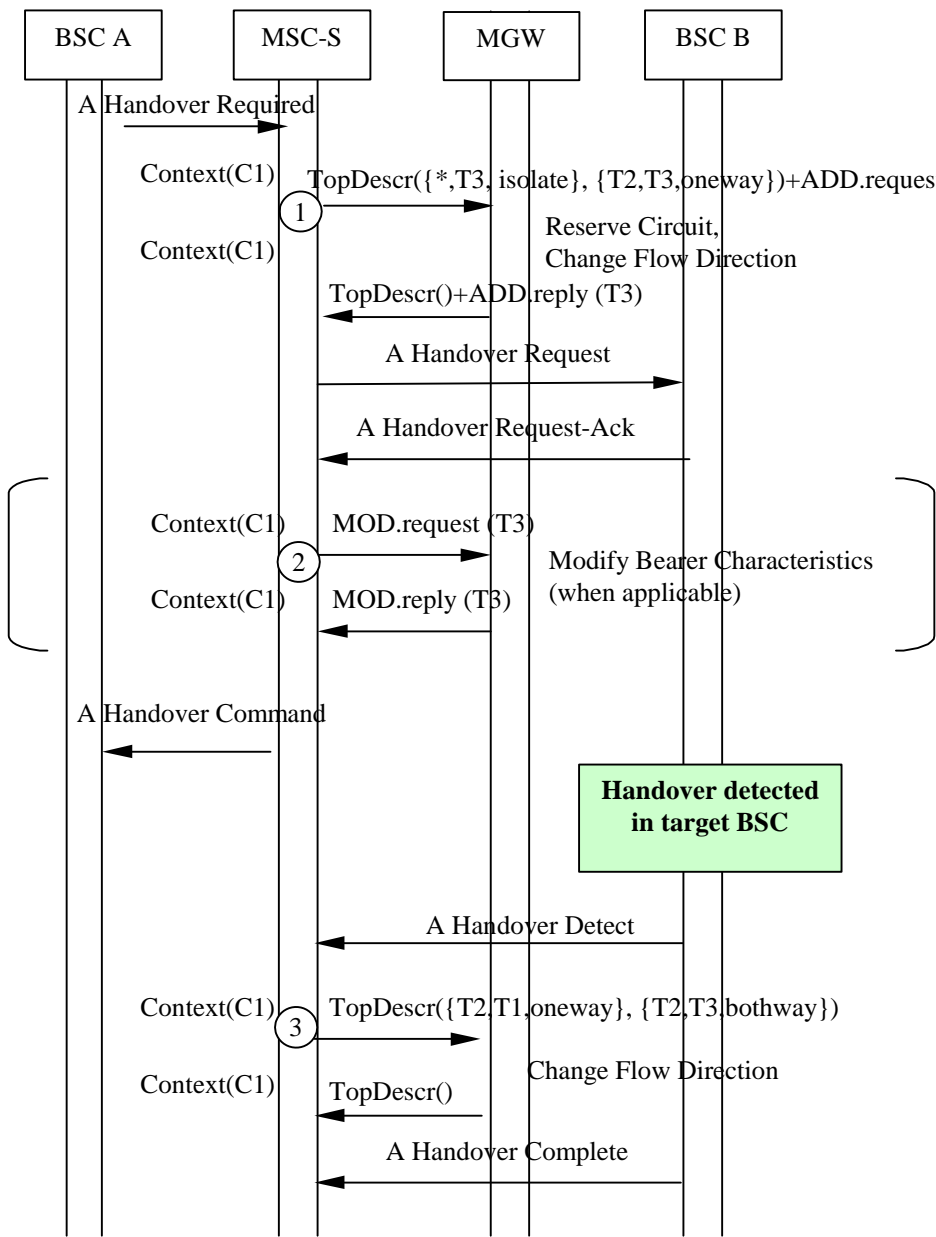 BSC A
MSC-S
MGW
BSC B
A Handover Required
Context(C1)
TopDescr({*,T3, isolate}, {T2,T3,oneway})+ADD.reques
1
Reserve Circuit,
Change Flow Direction
Context(C1)
TopDescr()+ADD.reply (T3)
A Handover Request
A Handover Request-Ack
Context(C1)
MOD.request (T3)
2
Modify Bearer Characteristics
(when applicable)
Context(C1)
MOD.reply (T3)
A Handover Command
Handover detected
in target BSC
A Handover Detect
Context(C1)
TopDescr({T2,T1,oneway}, {T2,T3,bothway})
3
Change Flow Direction
Context(C1)
TopDescr()
A Handover Complete